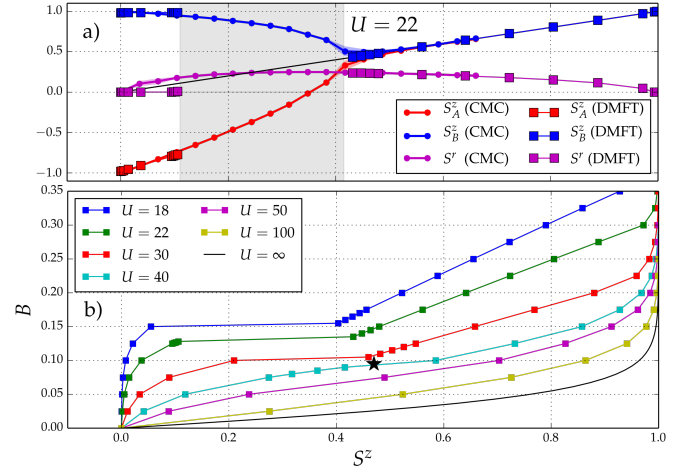 a)
U = 22
1.0
0.5
0.0
−0.5
−1.0
S^z_A (CMC)
S^z_B (CMC)
S^r (CMC)
S^z_A (DMFT)
S^z_B (DMFT)
S^r (DMFT)
b)
B
0.35
0.30
0.25
0.20
0.15
0.10
0.05
0.00
U = 18
U = 22
U = 30
U = 40
U = 50
U = 100
U = ∞
0.0 0.2 0.4 0.6 0.8 1.0
S^z